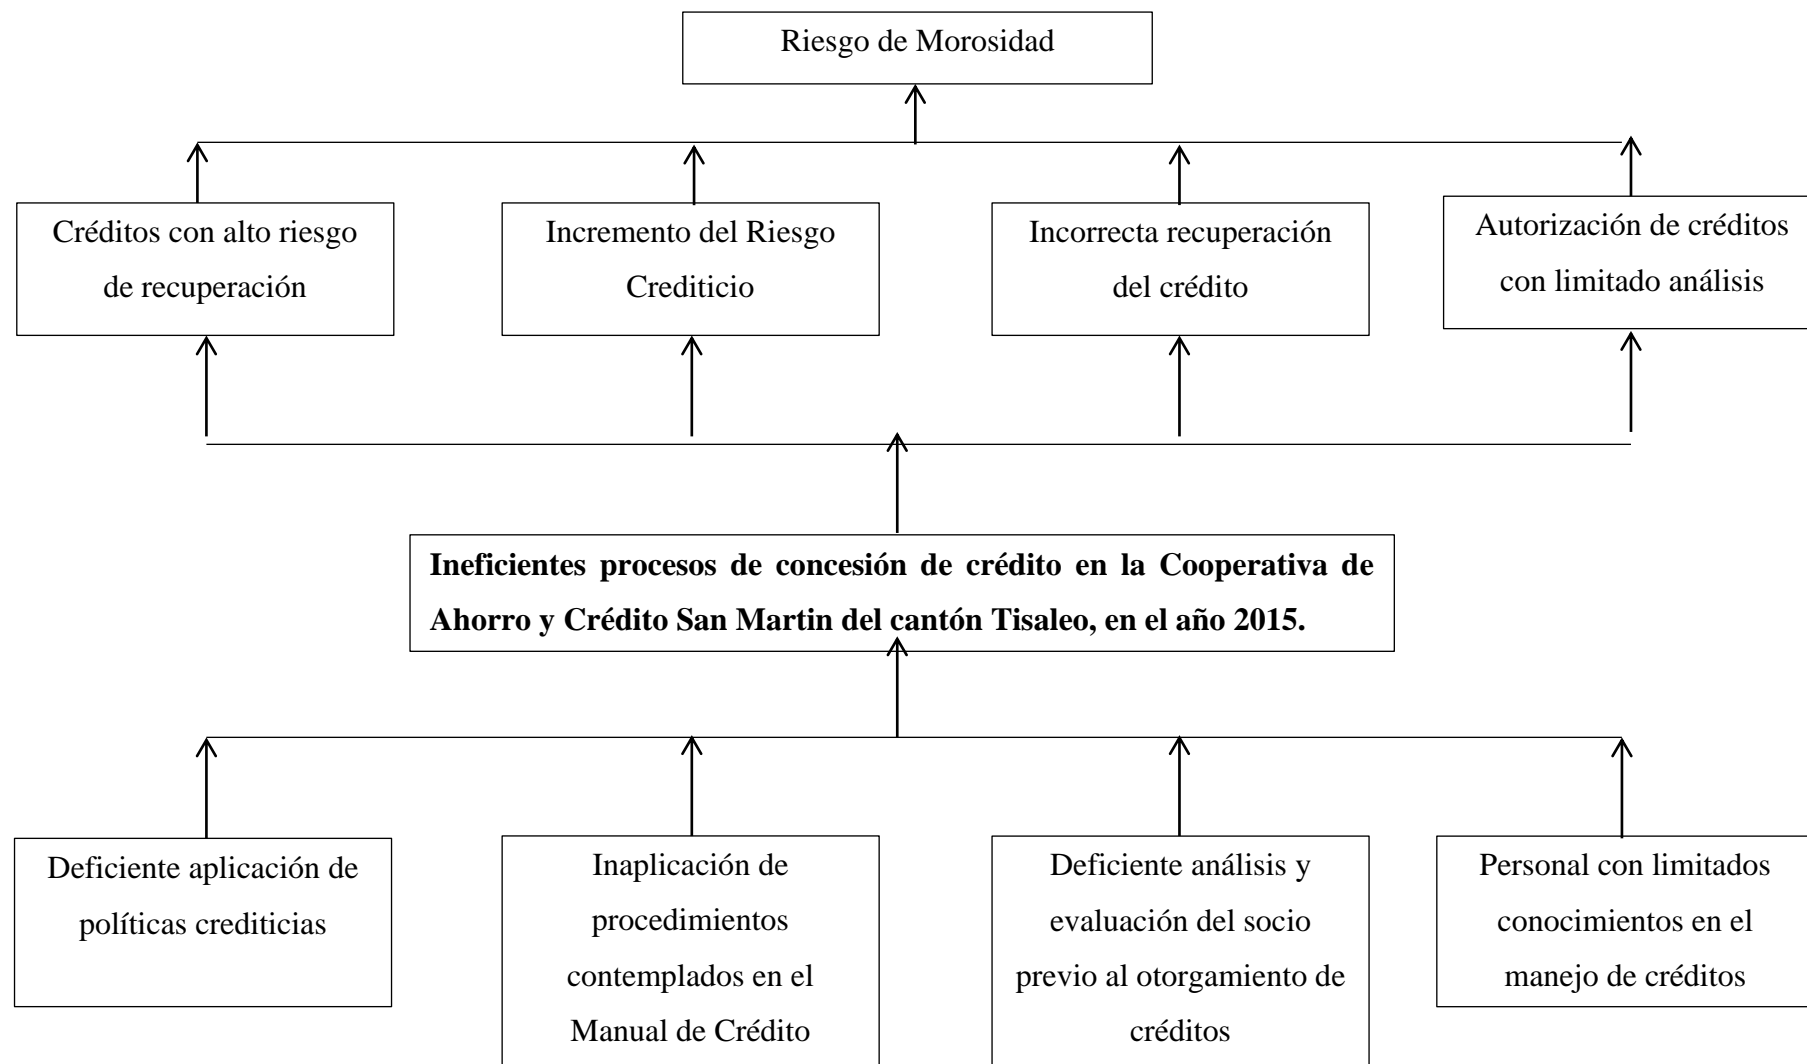 Riesgo de Morosidad
Créditos con alto riesgo
de recuperación
Incremento del Riesgo
Crediticio
Incorrecta recuperación
del crédito
Autorización de créditos
con limitado análisis
Ineficientes procesos de concesión de crédito en la Cooperativa de
Ahorro y Crédito San Martin del cantón Tisaleo, en el año 2015.
Deficiente aplicación de
políticas crediticias
Inaplicación de
procedimientos
contemplados en el
Manual de Crédito
Deficiente análisis y
evaluación del socio
previo al otorgamiento de
créditos
Personal con limitados
conocimientos en el
manejo de créditos